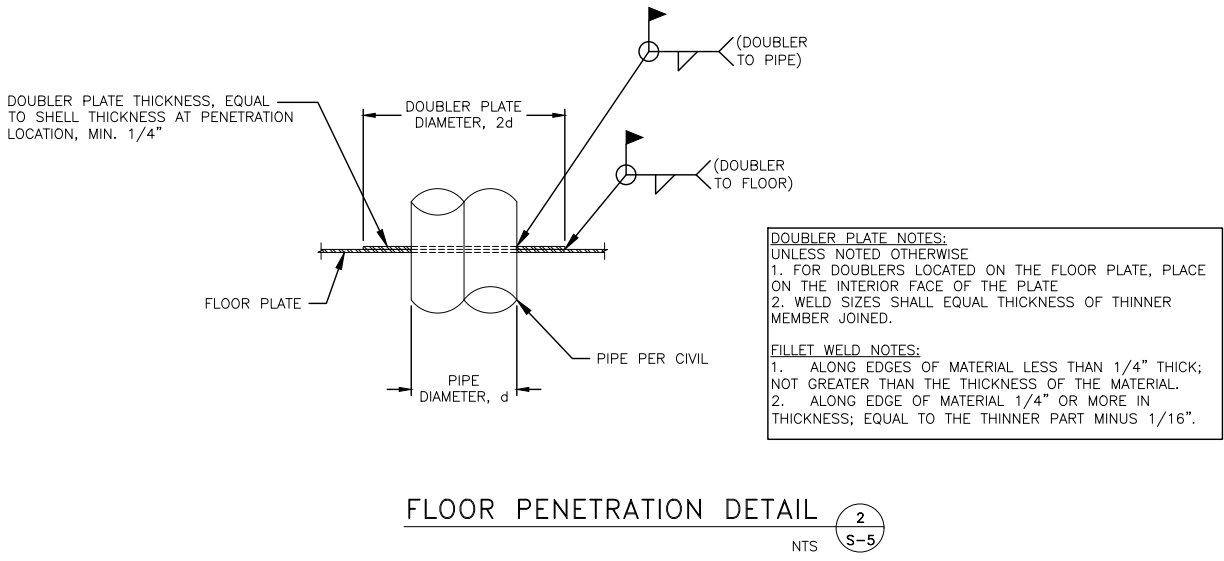 (DOUBLER
TO PIPE)
DOUBLER PLATE THICKNESS, EQUAL
TO SHELL THICKNESS AT PENETRATION
LOCATION, MIN. 1/4"
DOUBLER PLATE
DIAMETER, 2d
(DOUBLER
TO FLOOR)
FLOOR PLATE
PIPE PER CIVIL
PIPE
DIAMETER, d
DOUBLER PLATE NOTES:
UNLESS NOTED OTHERWISE
1. FOR DOUBLERS LOCATED ON THE FLOOR PLATE, PLACE
ON THE INTERIOR FACE OF THE PLATE
2. WELD SIZES SHALL EQUAL THICKNESS OF THINNER
MEMBER JOINED.
FILLET WELD NOTES:
1. ALONG EDGES OF MATERIAL LESS THAN 1/4" THICK;
NOT GREATER THAN THE THICKNESS OF THE MATERIAL.
2. ALONG EDGE OF MATERIAL 1/4" OR MORE IN
THICKNESS; EQUAL TO THE THINNER PART MINUS 1/16".
FLOOR PENETRATION DETAIL
2
NTS
S-5